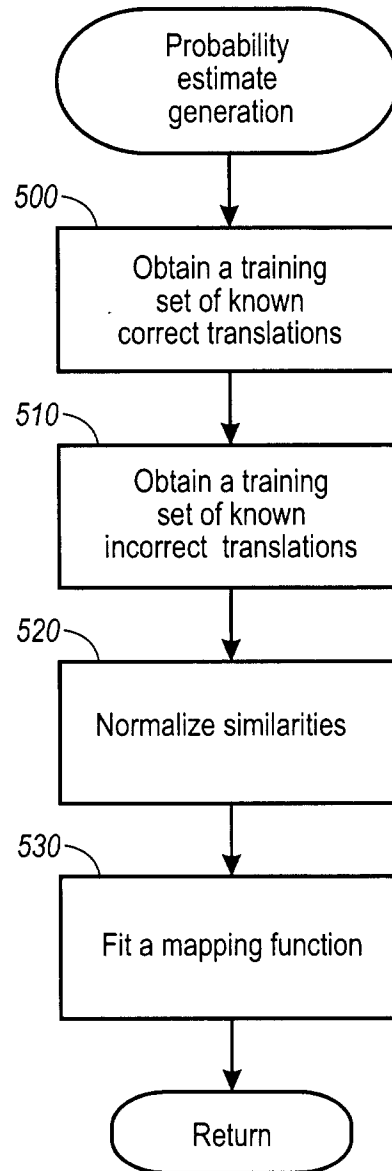 Probability
estimate
generation
500
Obtain a training
set of known
correct translations
510
Obtain a training
set of known
incorrect translations
520
Normalize similarities
530
Fit a mapping function
Return